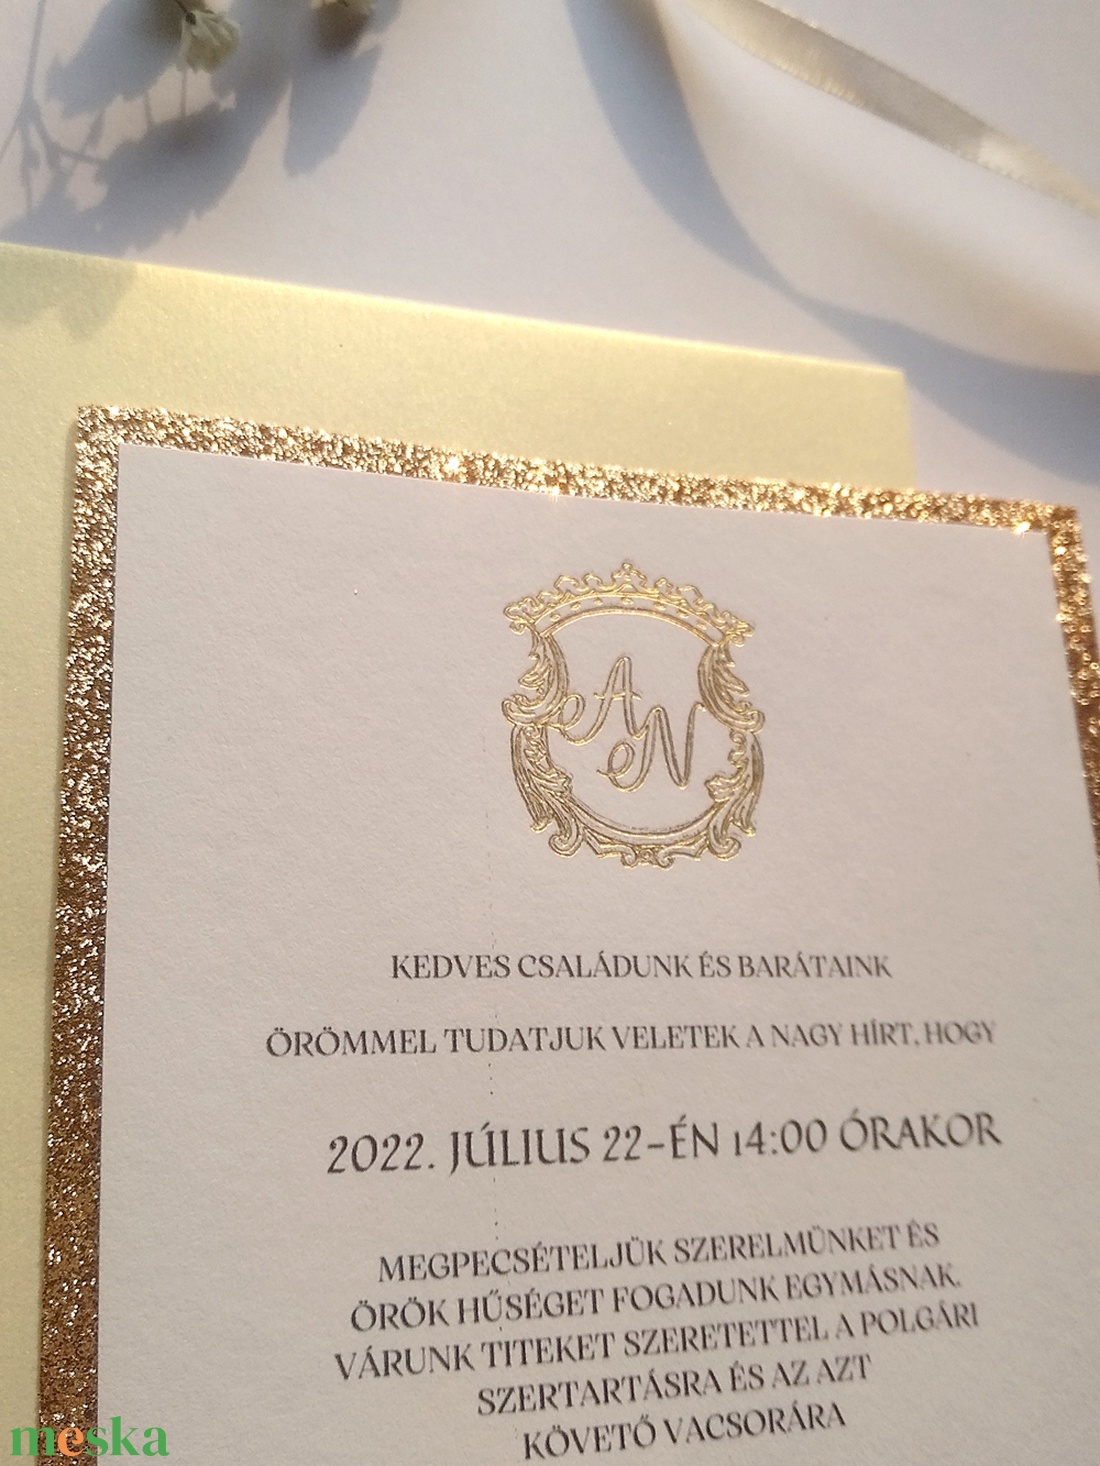 A
N
KEDVES CSALÁDUNK ÉS BARÁTAINK
ÖRÖMMEL TUDATJUK VELETEK A NAGY HÍRT, HOGY
2022. JÚLIUS 22-ÉN 14:00 ÓRAKOR
MEGPECSÉTELJÜK SZERELMÜNKET ÉS
ÖRÖK HŰSÉGET FOGADUNK EGYMÁSNAK.
VÁRUNK TITEKET SZERETETTEL A POLGÁRI
SZERTARTÁSRA ÉS AZ AZT
KÖVETŐ VACSORÁRA
meska